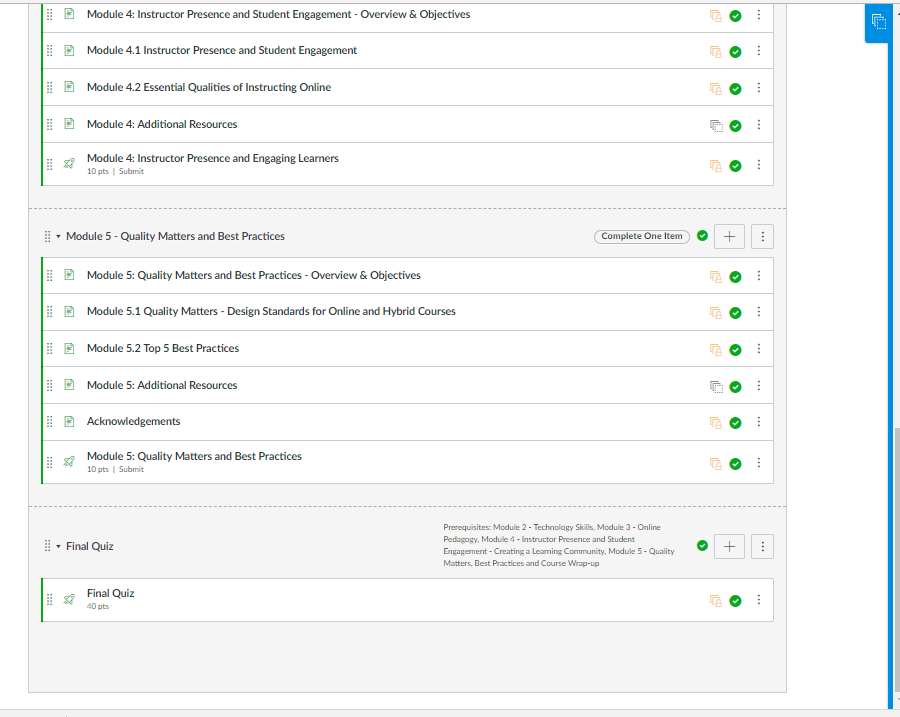 Module 4: Instructor Presence and Student Engagement - Overview & Objectives
Module 4.1 Instructor Presence and Student Engagement
Module 4.2 Essential Qualities of Instructing Online
Module 4: Additional Resources
Module 4: Instructor Presence and Engaging Learners
10 pts | Submit
Module 5 - Quality Matters and Best Practices
Complete One Item
Module 5: Quality Matters and Best Practices - Overview & Objectives
Module 5.1 Quality Matters - Design Standards for Online and Hybrid Courses
Module 5.2 Top 5 Best Practices
Module 5: Additional Resources
Acknowledgements
Module 5: Quality Matters and Best Practices
10 pts | Submit
Final Quiz
Prerequisites: Module 2 - Technology Skills, Module 3 - Online
Pedagogy, Module 4 - Instructor Presence and Student
Engagement - Creating a Learning Community, Module 5 - Quality
Matters, Best Practices and Course Wrap-up
Final Quiz
40 pts